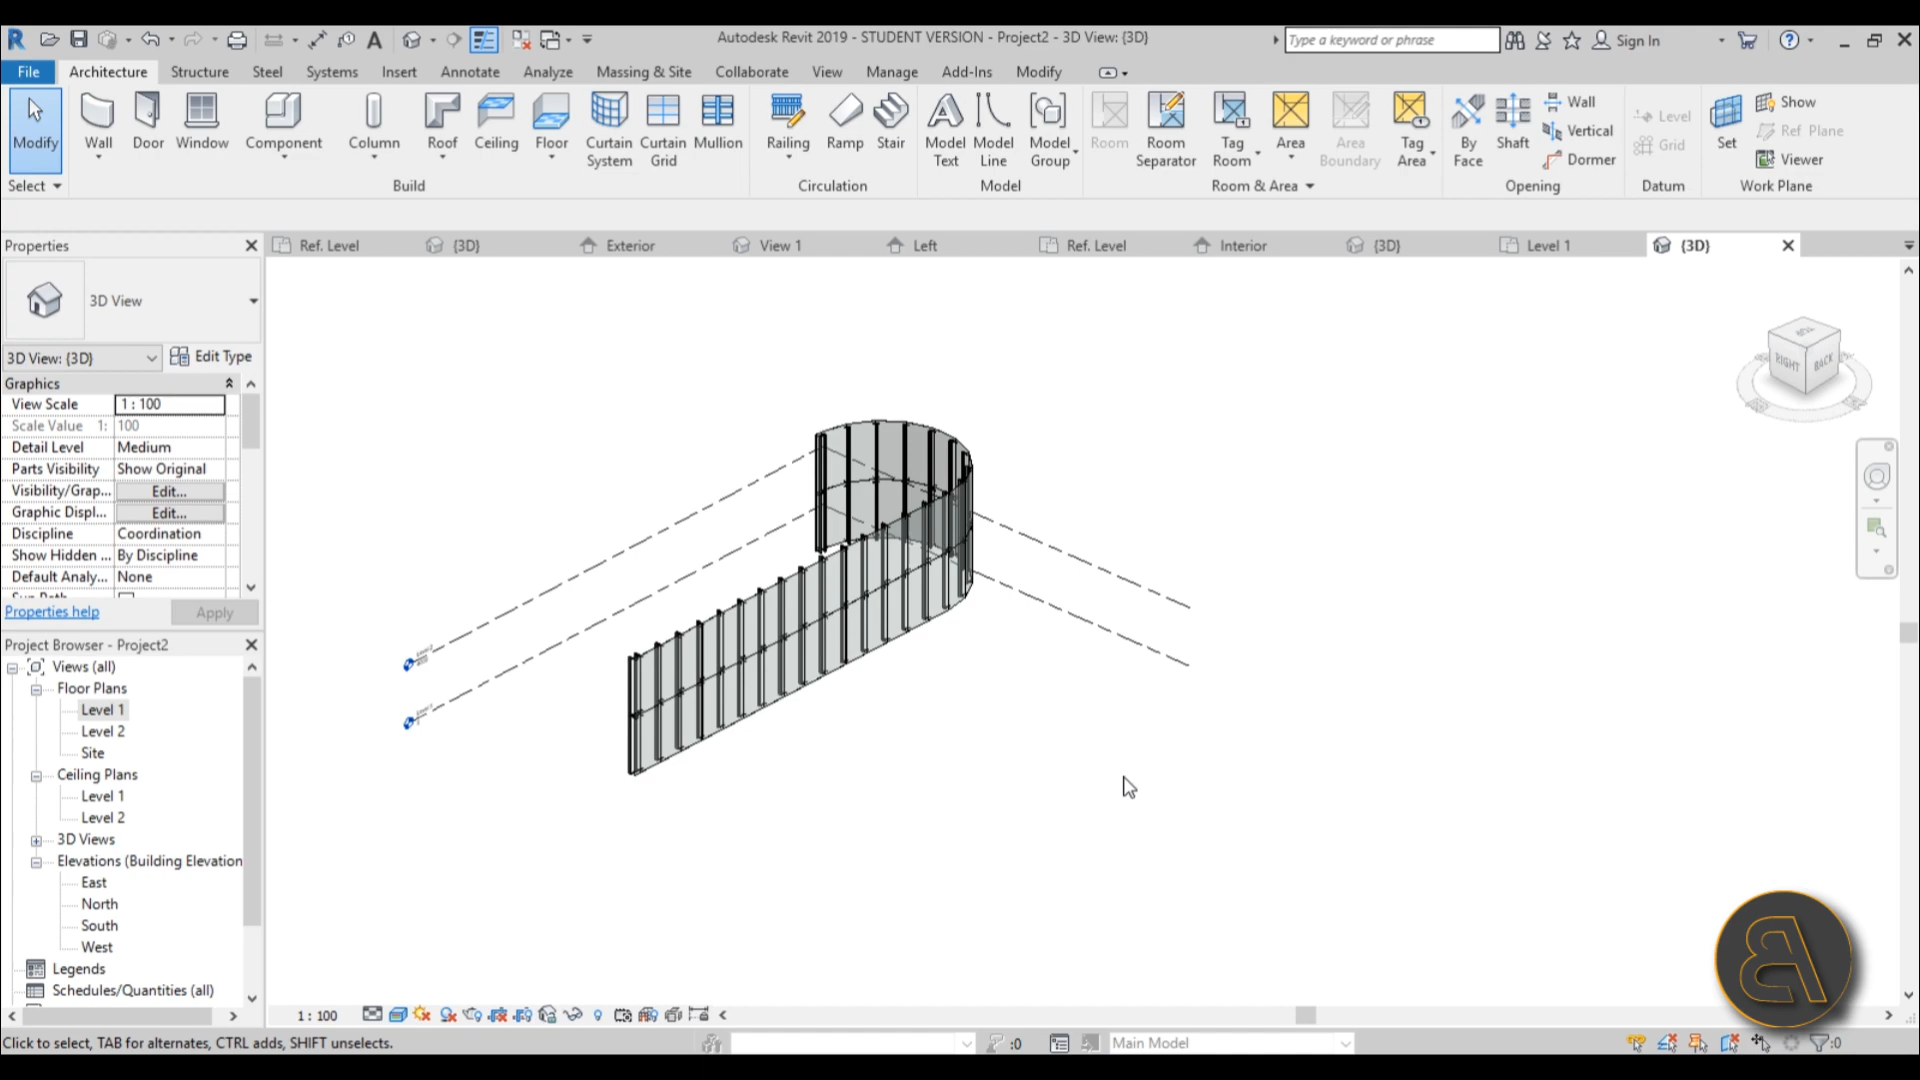 Autodesk Revit 2019 - STUDENT VERSION - Project2 - 3D View: {3D}
Type a keyword or phrase
Sign In
File Architecture Structure Steel Systems Insert Annotate Analyze Massing & Site Collaborate View Manage Add-Ins Modify
Modify Wall Door Window Component Column Roof Ceiling Floor Curtain System Curtain Grid Mullion Railing Ramp Stair Model Text Model Line Model Group Room Room Separator Tag Room Area Area Boundary Tag Area By Face Shaft Wall Vertical Dormer Level Grid Set Show Ref Plane Viewer
Select Build Circulation Model Room & Area Opening Datum Work Plane
Properties
Ref. Level {3D} Exterior View 1 Left Ref. Level Interior {3D} Level 1 {3D}
3D View
3D View: {3D} Edit Type
Graphics
View Scale 1 : 100
Scale Value 1: 100
Detail Level Medium
Parts Visibility Show Original
Visibility/Grap... Edit...
Graphic Displ... Edit...
Discipline Coordination
Show Hidden ... By Discipline
Default Analy... None
Properties help Apply
Project Browser - Project2
Views (all)
Floor Plans
Level 1
Level 2
Site
Ceiling Plans
Level 1
Level 2
3D Views
Elevations (Building Elevation
East
North
South
West
Legends
Schedules/Quantities (all)
TOP
RIGHT BACK
1 : 100
Click to select, TAB for alternates, CTRL adds, SHIFT unselects.
:0
Main Model
:0